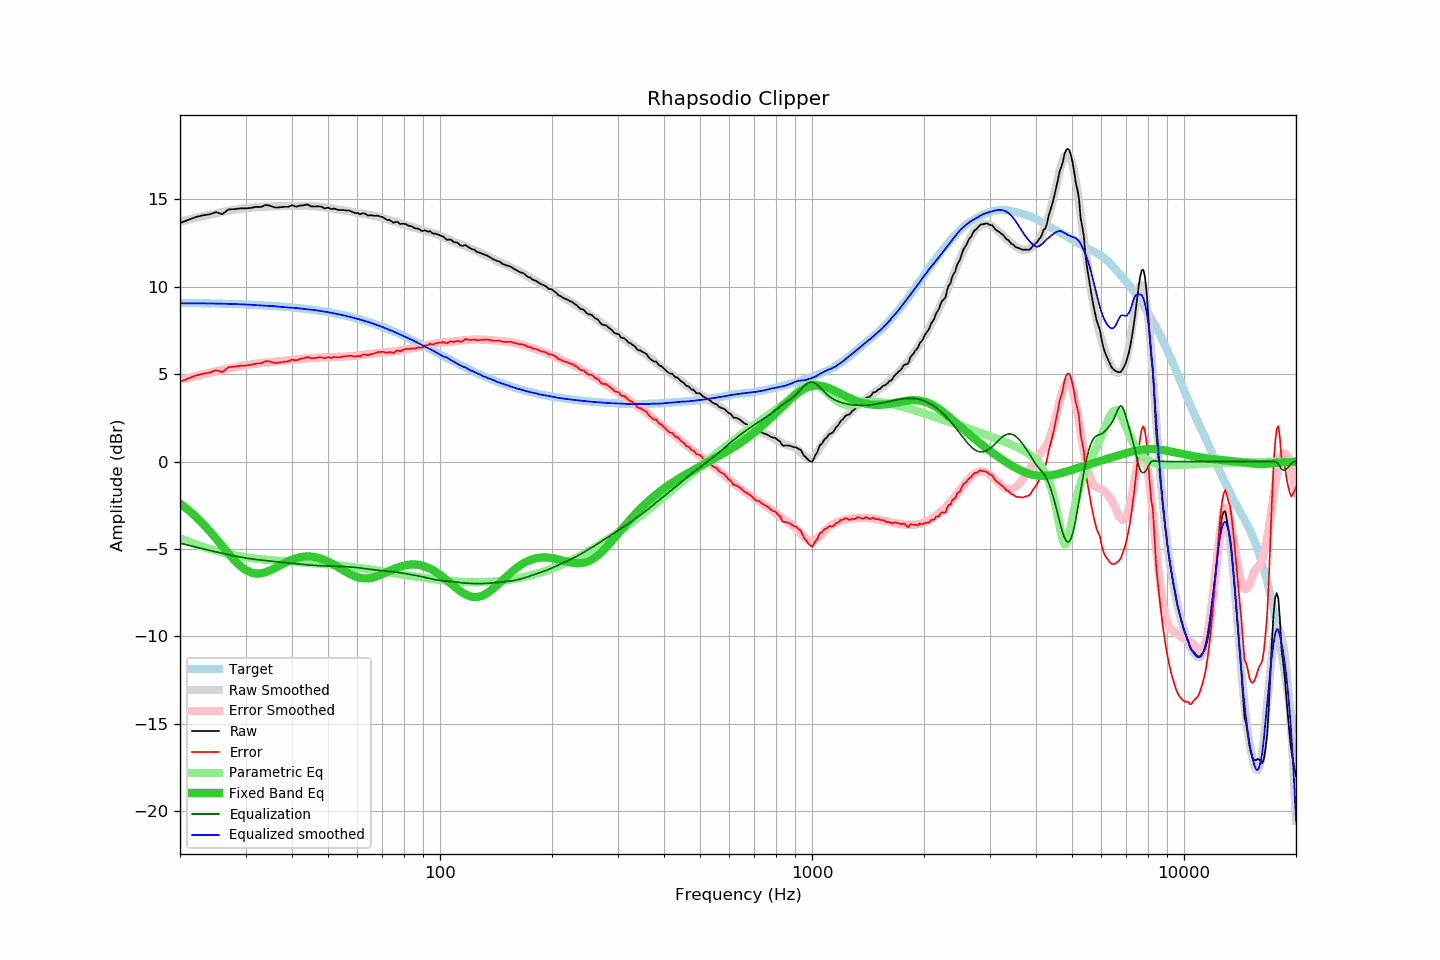 Rhapsodio Clipper
Amplitude (dBr)
15
10
5
0
−5
−10
−15
−20
Target
Raw Smoothed
Error Smoothed
Raw
Error
Parametric Eq
Fixed Band Eq
Equalization
Equalized smoothed
100
1000
10000
Frequency (Hz)